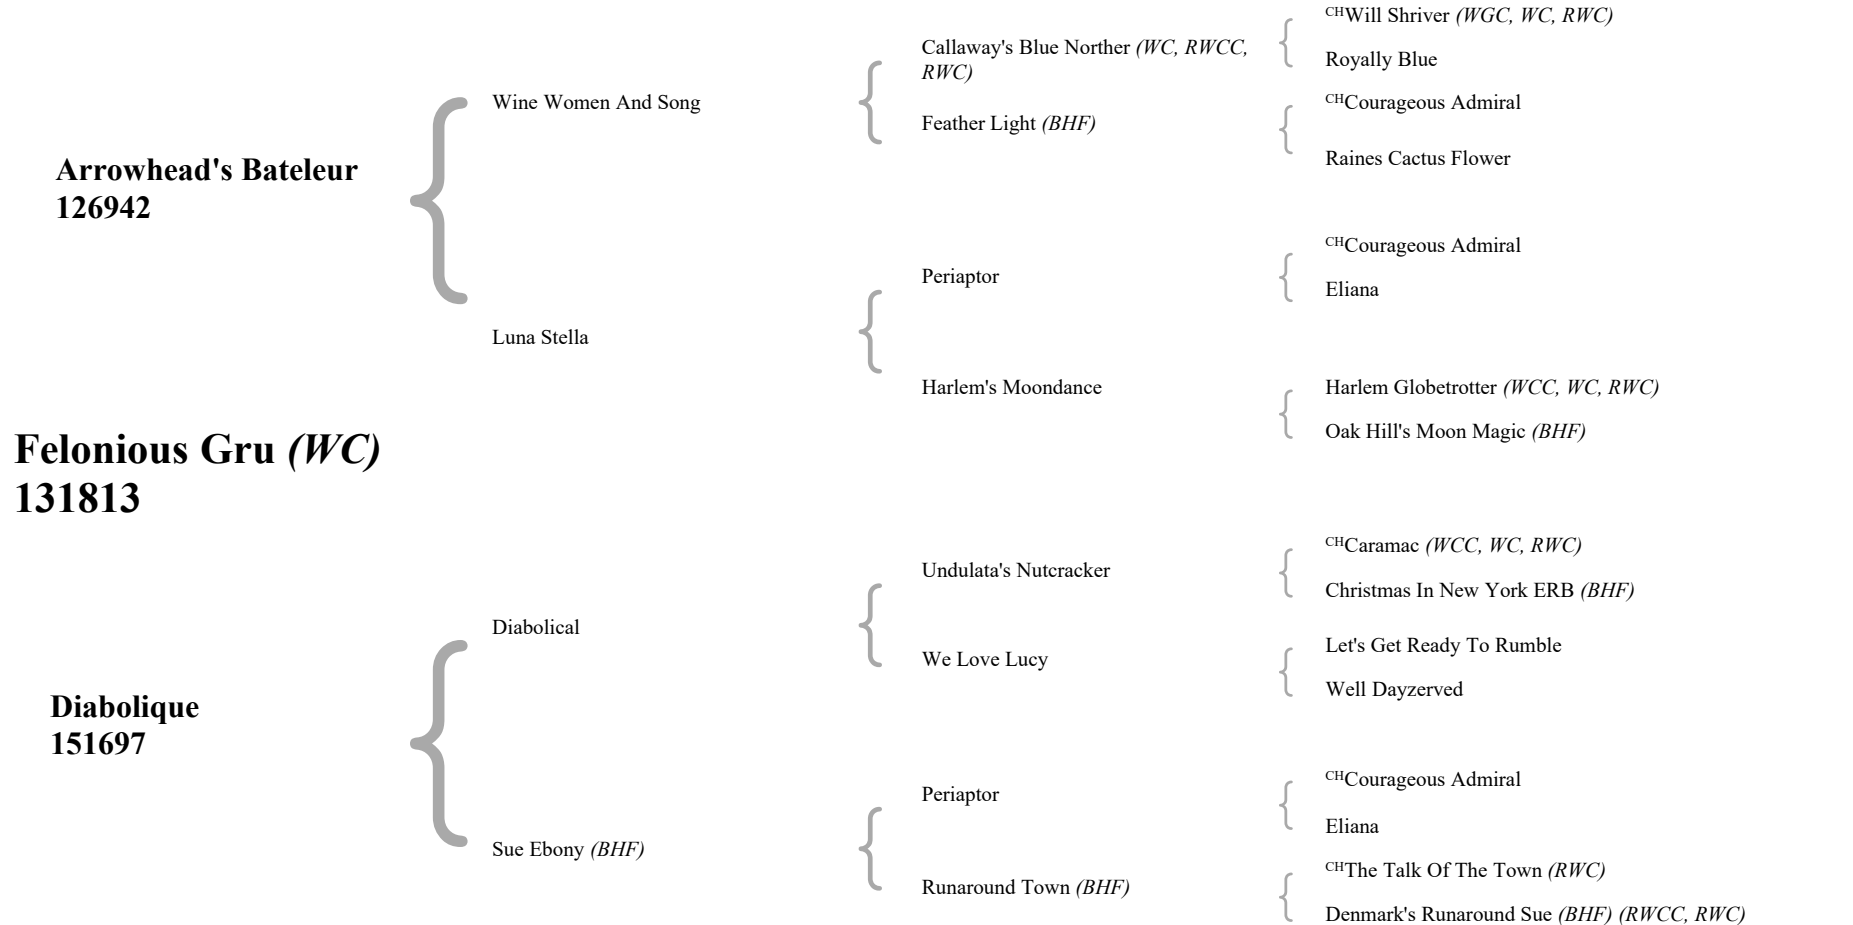 Felonious Gru (WC)
131813
Arrowhead's Bateleur
126942
Wine Women And Song
Callaway's Blue Norther (WC, RWCC,
RWC)
CHWill Shriver (WGC, WC, RWC)
Royally Blue
Feather Light (BHF)
CHCourageous Admiral
Raines Cactus Flower
Luna Stella
Periaptor
CHCourageous Admiral
Eliana
Harlem's Moondance
Harlem Globetrotter (WCC, WC, RWC)
Oak Hill's Moon Magic (BHF)
Diabolique
151697
Diabolical
Undulata's Nutcracker
CHCaramac (WCC, WC, RWC)
Christmas In New York ERB (BHF)
We Love Lucy
Let's Get Ready To Rumble
Well Dayzerved
Sue Ebony (BHF)
Periaptor
CHCourageous Admiral
Eliana
Runaround Town (BHF)
CHThe Talk Of The Town (RWC)
Denmark's Runaround Sue (BHF) (RWCC, RWC)